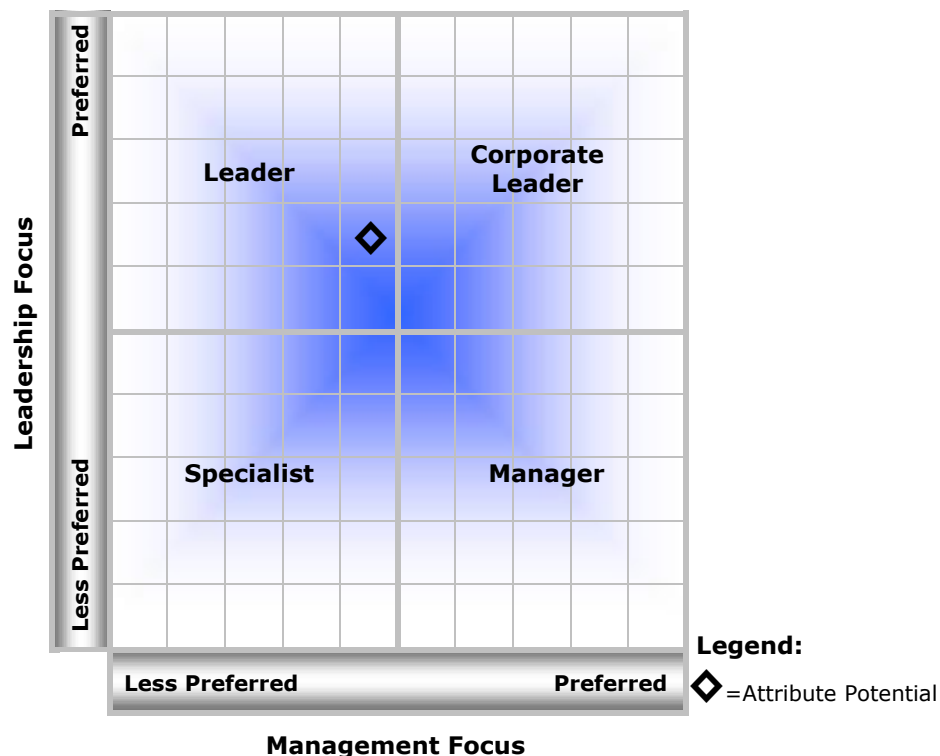 Preferred
Leader
Corporate
Leader
Leadership Focus
Specialist
Manager
Less Preferred
Legend:
Less Preferred
Preferred
=Attribute Potential
Management Focus